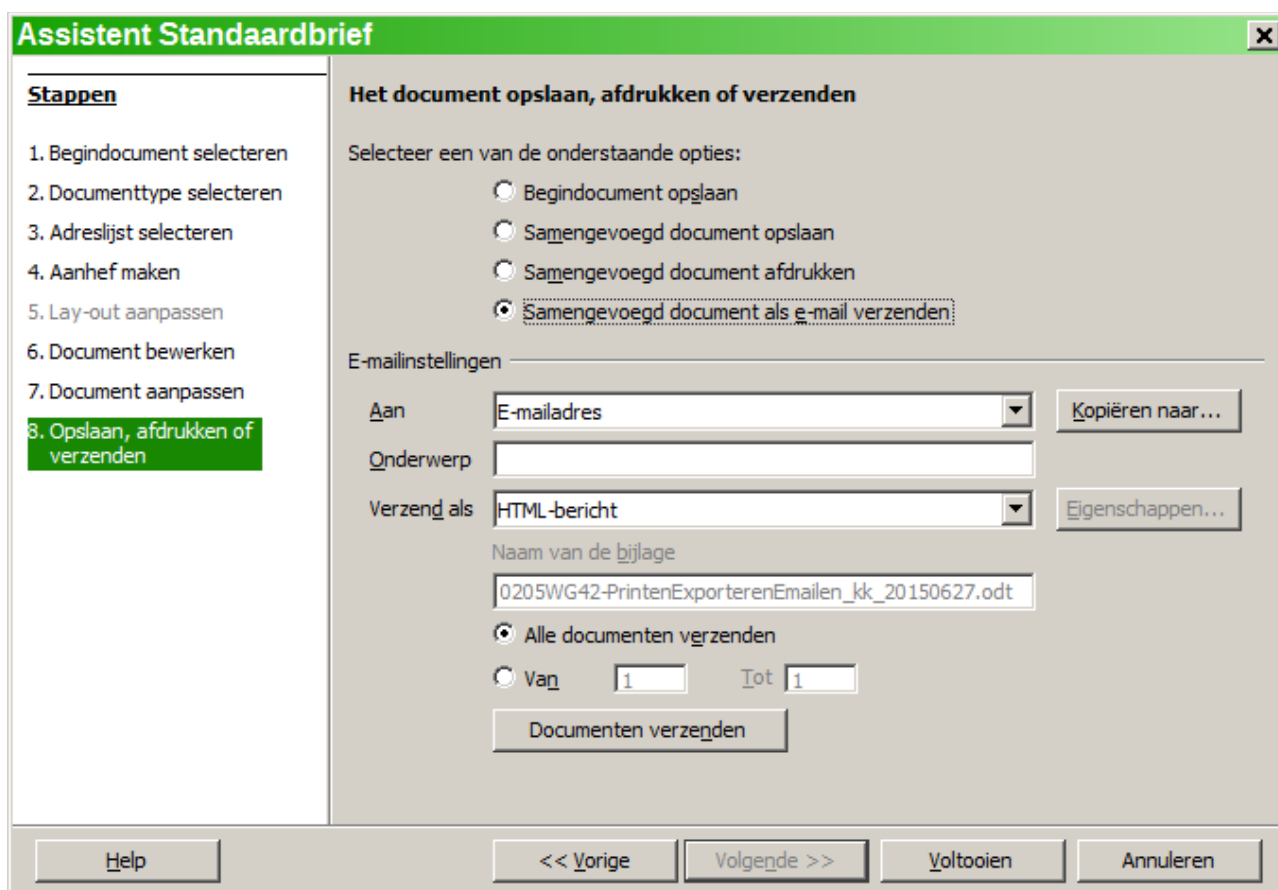 Assistent Standaardbrief
Stappen
1. Begindocument selecteren
2. Documenttype selecteren
3. Adreslijst selecteren
4. Aanhef maken
5. Lay-out aanpassen
6. Document bewerken
7. Document aanpassen
8. Opslaan, afdrukken of
verzenden
Het document opslaan, afdrukken of verzenden
Selecteer een van de onderstaande opties:
Begindocument opslaan
Samengevoegd document opslaan
Samengevoegd document afdrukken
Samengevoegd document als e-mail verzenden
E-mailinstellingen
Aan E-mailadres Kopiëren naar...
Onderwerp
Verzend als HTML-bericht Eigenschappen...
Naam van de bijlage
0205WG42-PrintenExporterenEmailen_kk_20150627.odt
Alle documenten verzenden
Van 1 Tot 1
Documenten verzenden
Help << Vorige Volgende >> Voltooien Annuleren